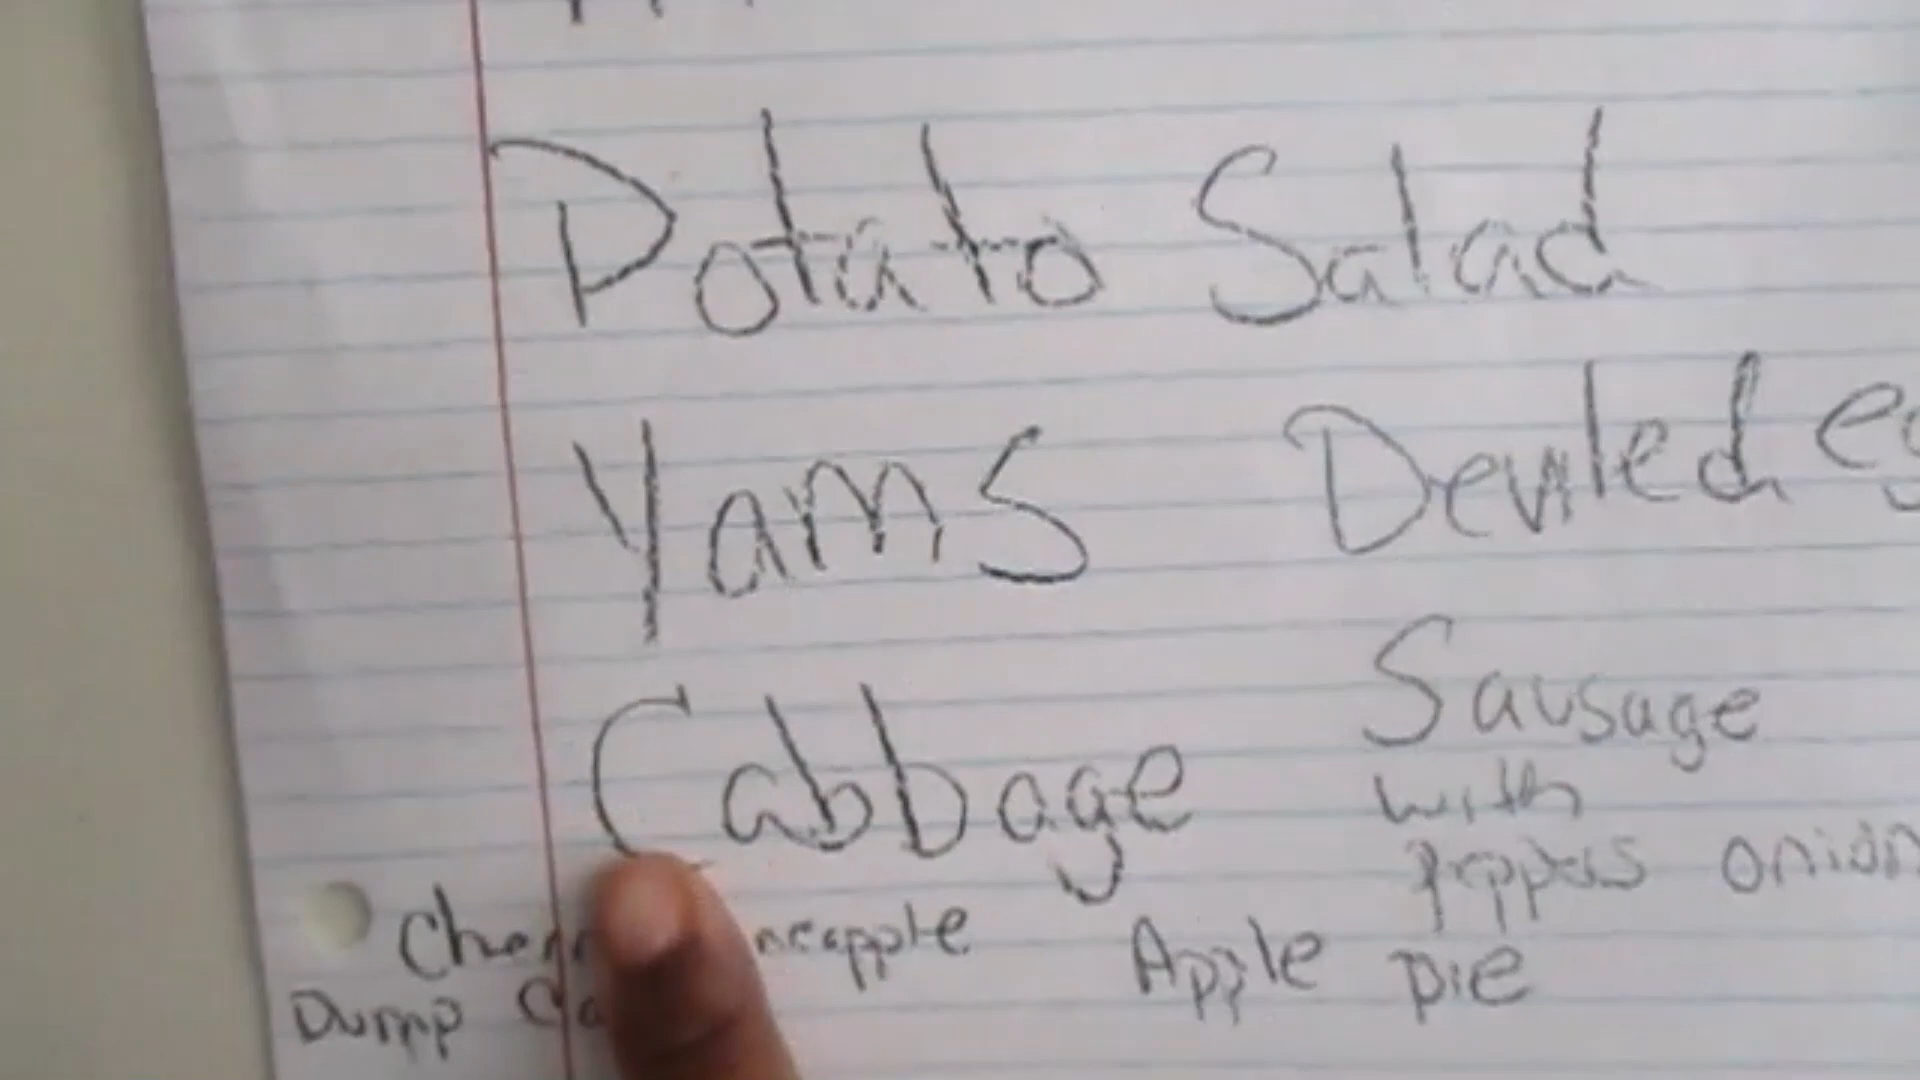 Potato Salad
Yams Deviled
Cabbage Sausage
with
peppers onion
Apple pie
Dump